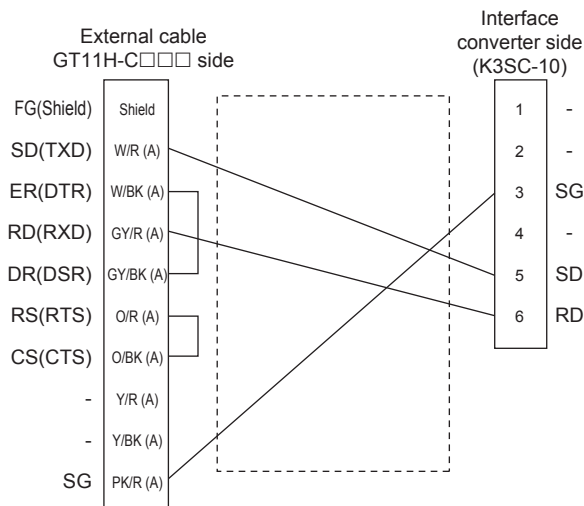 External cable
GT11H-C□□□ side
Interface
converter side
(K3SC-10)
FG(Shield) Shield
SD(TXD) W/R (A)
ER(DTR) W/BK (A)
RD(RXD) GY/R (A)
DR(DSR) GY/BK (A)
RS(RTS) O/R (A)
CS(CTS) O/BK (A)
- Y/R (A)
- Y/BK (A)
SG PK/R (A)
1 -
2 -
3 SG
4 -
5 SD
6 RD